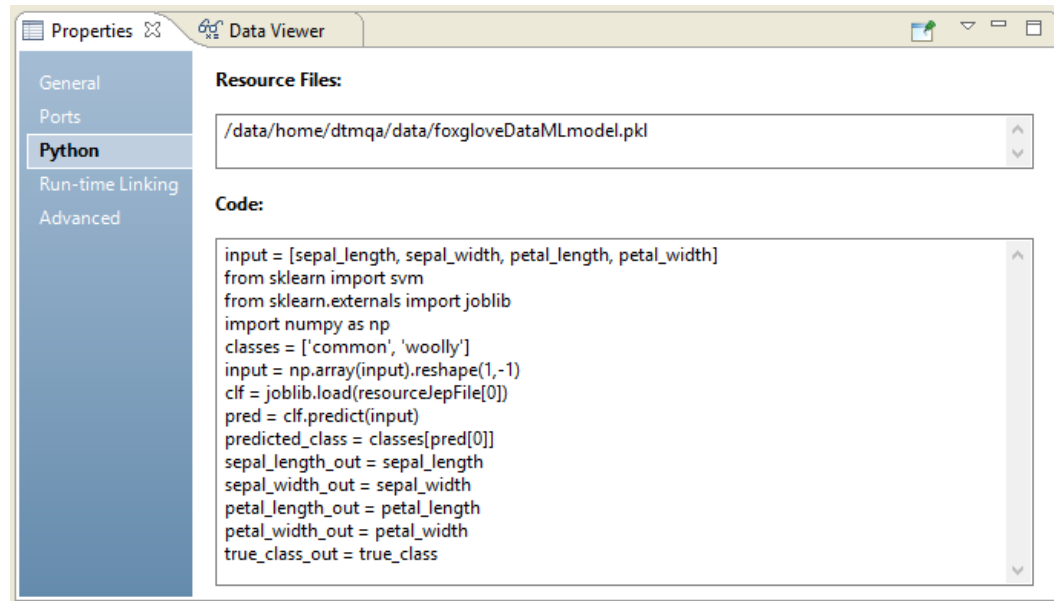 Properties
Data Viewer
General
Ports
Python
Run-time Linking
Advanced
Resource Files:
/data/home/dtmqa/data/foxgloveDataMLmodel.pkl
Code:
input = [sepal_length, sepal_width, petal_length, petal_width]
from sklearn import svm
from sklearn.externals import joblib
import numpy as np
classes = ['common', 'woolly']
input = np.array(input).reshape(1,-1)
clf = joblib.load(resourceJepFile[0])
pred = clf.predict(input)
predicted_class = classes[pred[0]]
sepal_length_out = sepal_length
sepal_width_out = sepal_width
petal_length_out = petal_length
petal_width_out = petal_width
true_class_out = true_class